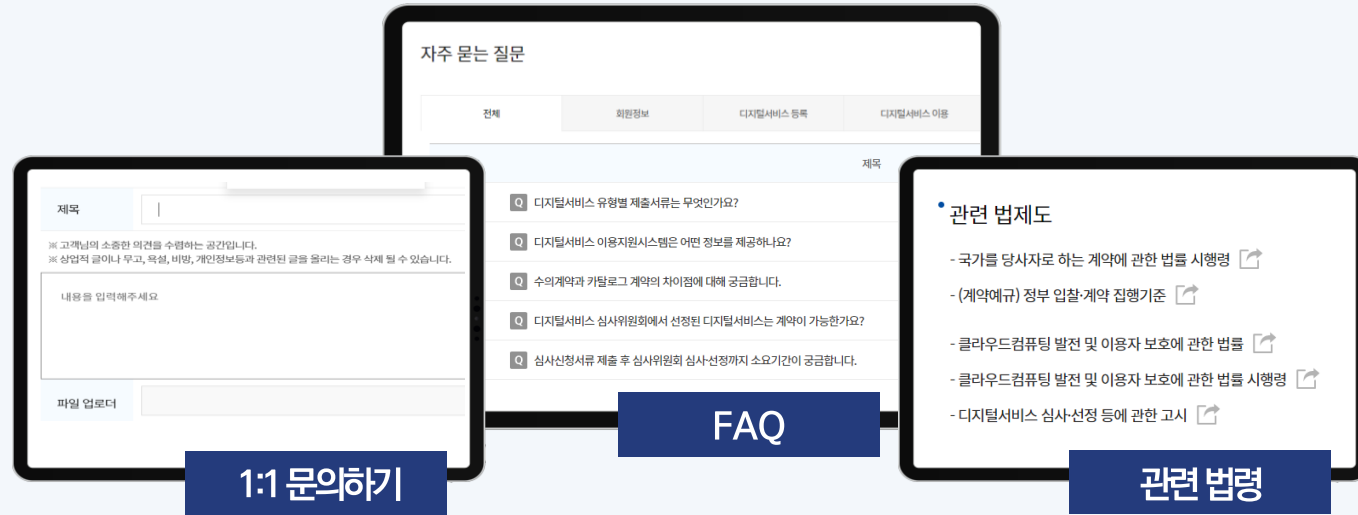 자주 묻는 질문
전체
회원정보
디지털서비스 등록
디지털서비스 이용
제목
Q 디지털서비스 유형별 제출서류는 무엇인가요?
Q 디지털서비스 이용지원시스템은 어떤 정보를 제공하나요?
Q 수의계약과 카탈로그 계약의 차이점에 대해 궁금합니다.
Q 디지털서비스 심사위원회에서 선정된 디지털서비스는 계약이 가능한가요?
Q 심사신청서류 제출 후 심사위원회 심사·선정까지 소요기간이 궁금합니다.
FAQ
제목
※ 고객님의 소중한 의견을 수렴하는 공간입니다.
※ 상업적 글이나 무고, 욕설, 비방, 개인정보등과 관련된 글을 올리는 경우 삭제 될 수 있습니다.
내용을 입력해주세요
파일 업로더
1:1 문의하기
관련 법제도
- 국가를 당사자로 하는 계약에 관한 법률 시행령
- (계약예규) 정부 입찰·계약 집행기준
- 클라우드컴퓨팅 발전 및 이용자 보호에 관한 법률
- 클라우드컴퓨팅 발전 및 이용자 보호에 관한 법률 시행령
- 디지털서비스 심사·선정 등에 관한 고시
관련 법령